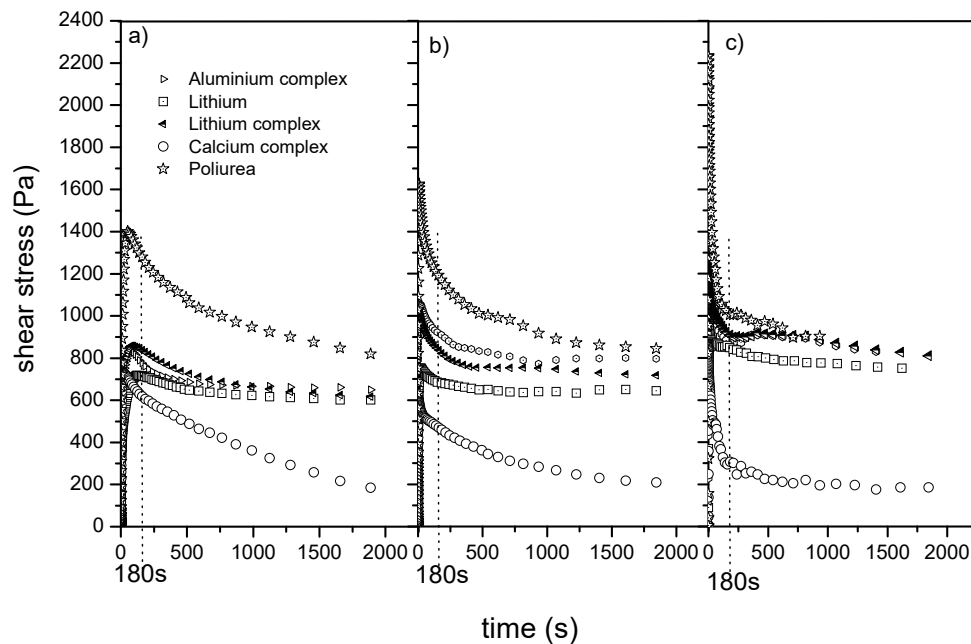 a)
b)
c)
Aluminium complex
Lithium
Lithium complex
Calcium complex
Poliurea
shear stress (Pa)
2400
2200
2000
1800
1600
1400
1200
1000
800
600
400
200
0
0 500 1000 1500 2000
0 500 1000 1500 2000
0 500 1000 1500 2000
180s
180s
180s
time (s)